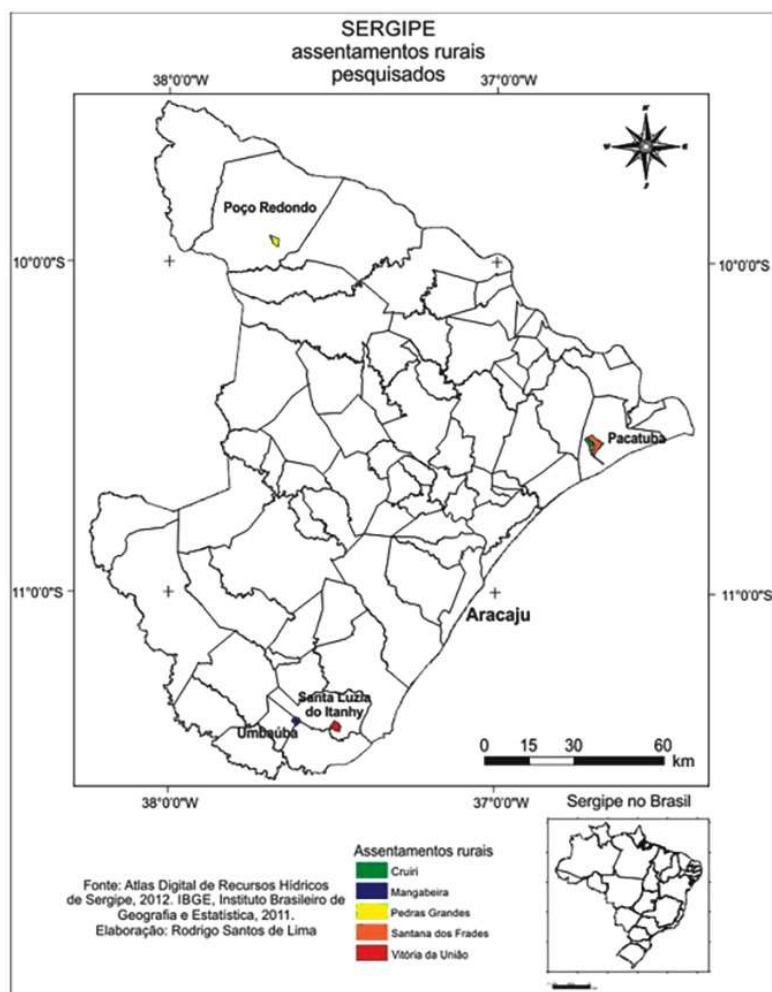 SERGIPE
assentamentos rurais
pesquisados
38°0'0"W
37°0'0"W
Poço Redondo
10°0'0"S
10°0'0"S
Pacatuba
11°0'0"S
11°0'0"S
Aracaju
Santa Luzia
do Itanhy
Umbaúba
0 15 30 60
km
38°0'0"W
37°0'0"W
Sergipe no Brasil
Assentamentos rurais
Cruiri
Mangabeira
Pedras Grandes
Santana dos Frades
Vitória da União
Fonte: Atlas Digital de Recursos Hídricos
de Sergipe, 2012. IBGE, Instituto Brasileiro de
Geografia e Estatística, 2011.
Elaboração: Rodrigo Santos de Lima